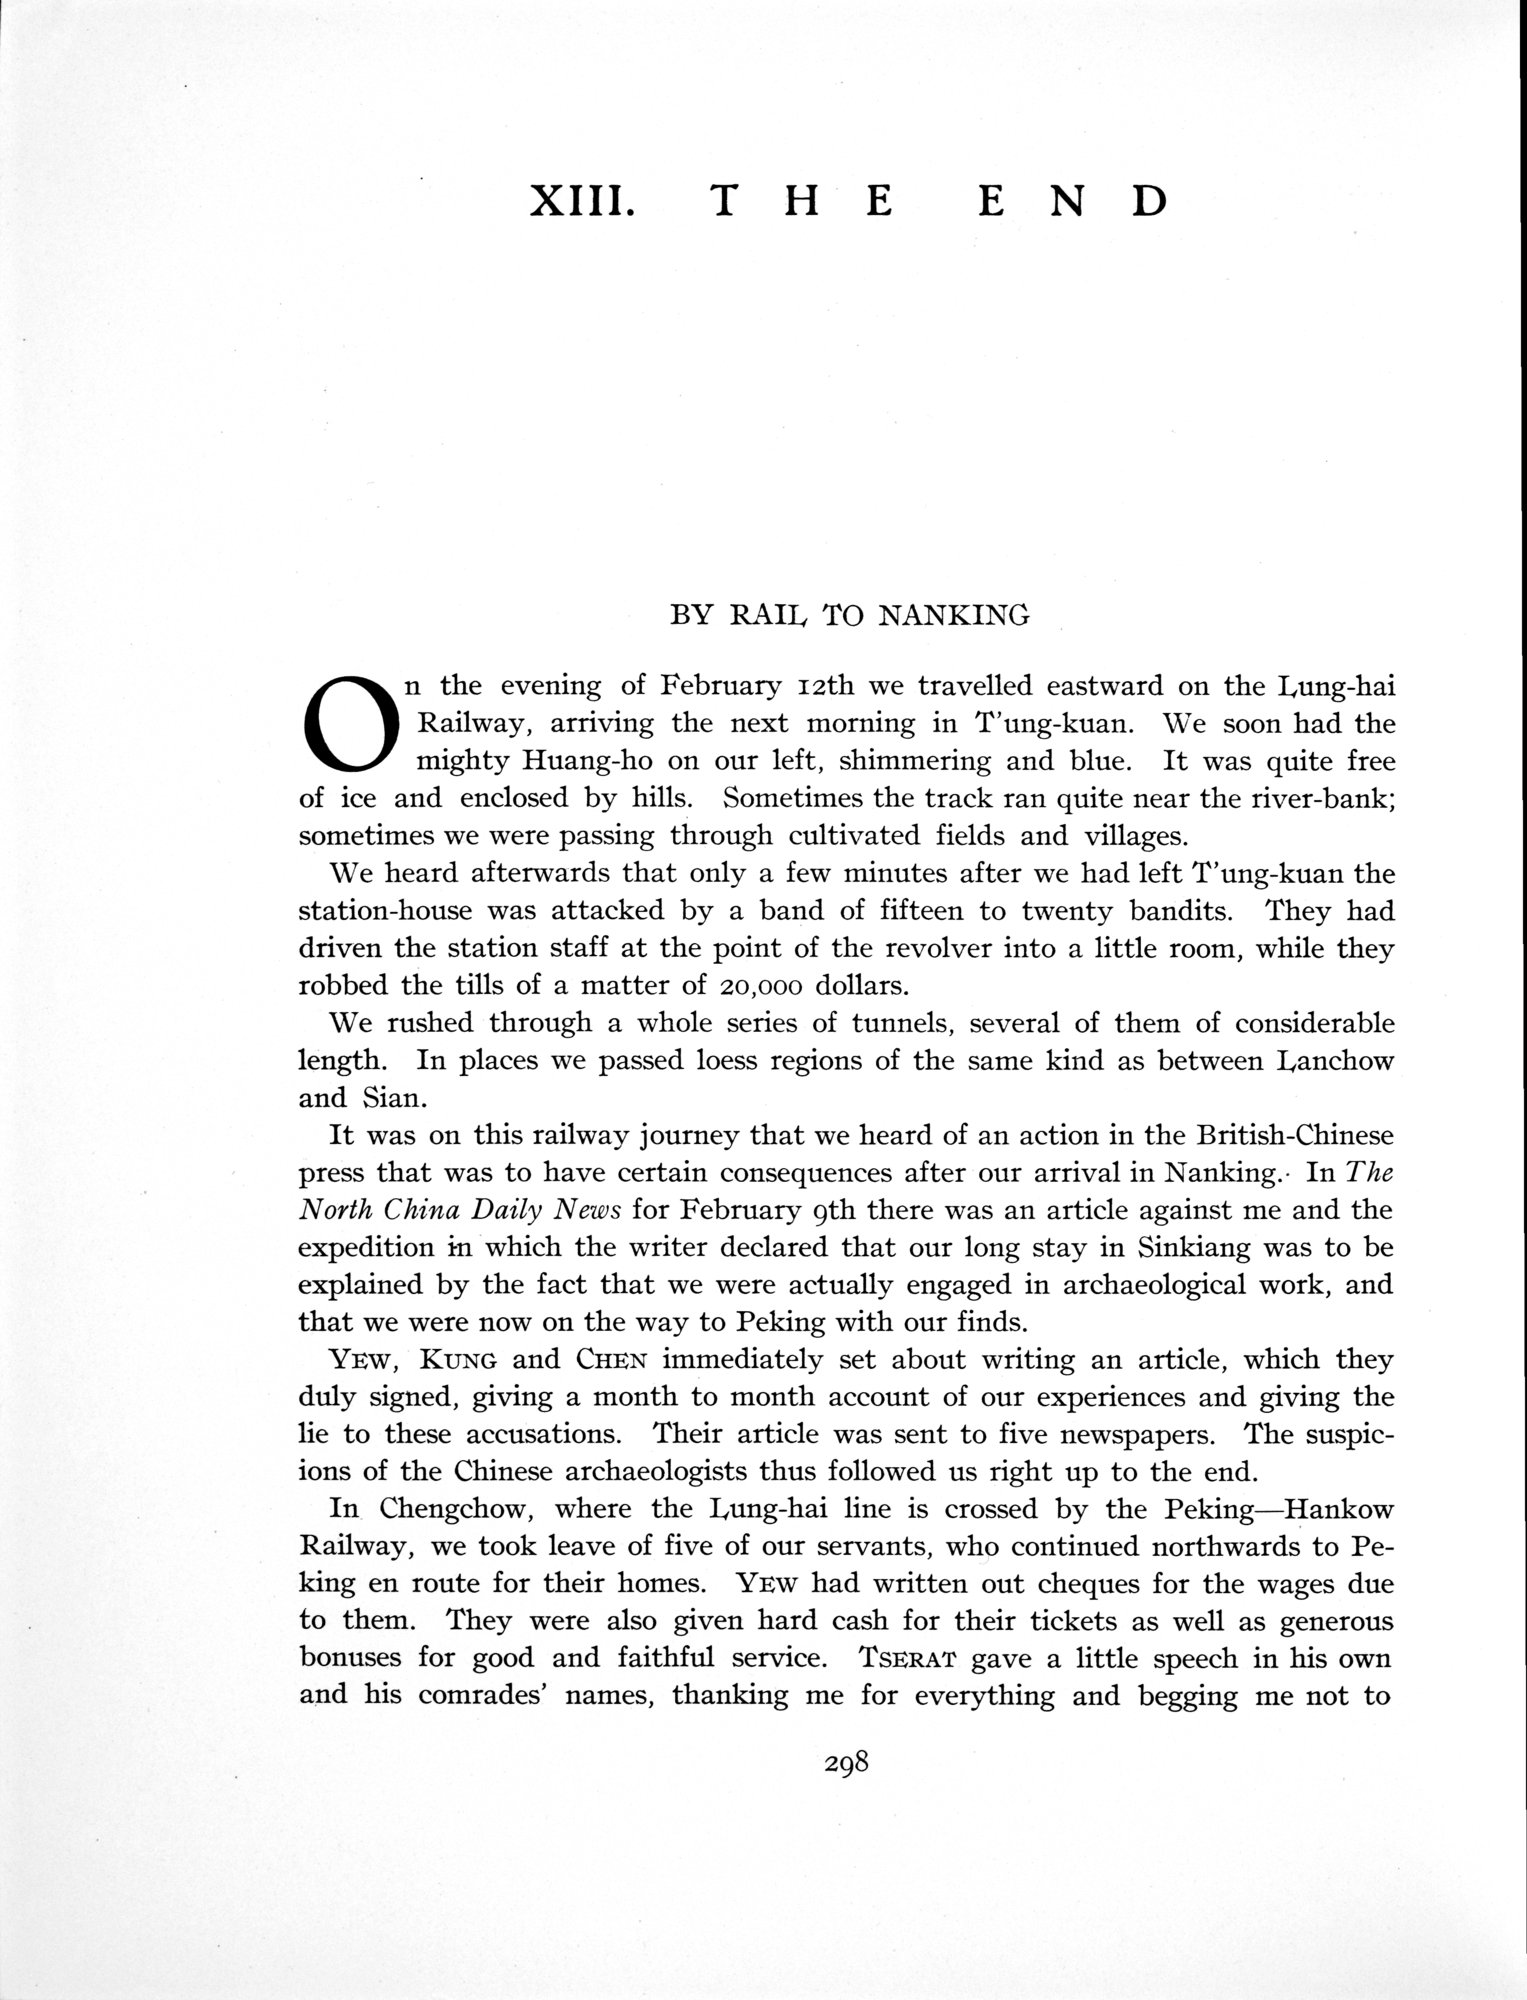 XIII. THE END
BY RAIL TO NANKING
On the evening of February 12th we travelled eastward on the Lung-hai
Railway, arriving the next morning in T'ung-kuan. We soon had the
mighty Huang-ho on our left, shimmering and blue. It was quite free
of ice and enclosed by hills. Sometimes the track ran quite near the river-bank;
sometimes we were passing through cultivated fields and villages.
We heard afterwards that only a few minutes after we had left T'ung-kuan the
station-house was attacked by a band of fifteen to twenty bandits. They had
driven the station staff at the point of the revolver into a little room, while they
robbed the tills of a matter of 20,000 dollars.
We rushed through a whole series of tunnels, several of them of considerable
length. In places we passed loess regions of the same kind as between Lanchow
and Sian.
It was on this railway journey that we heard of an action in the British-Chinese
press that was to have certain consequences after our arrival in Nanking. In The
North China Daily News for February 9th there was an article against me and the
expedition in which the writer declared that our long stay in Sinkiang was to be
explained by the fact that we were actually engaged in archaeological work, and
that we were now on the way to Peking with our finds.
YEW, KUNG and CHEN immediately set about writing an article, which they
duly signed, giving a month to month account of our experiences and giving the
lie to these accusations. Their article was sent to five newspapers. The suspic-
ions of the Chinese archaeologists thus followed us right up to the end.
In Chengchow, where the Lung-hai line is crossed by the Peking—Hankow
Railway, we took leave of five of our servants, who continued northwards to Pe-
king en route for their homes. YEW had written out cheques for the wages due
to them. They were also given hard cash for their tickets as well as generous
bonuses for good and faithful service. TSERAT gave a little speech in his own
and his comrades' names, thanking me for everything and begging me not to
298